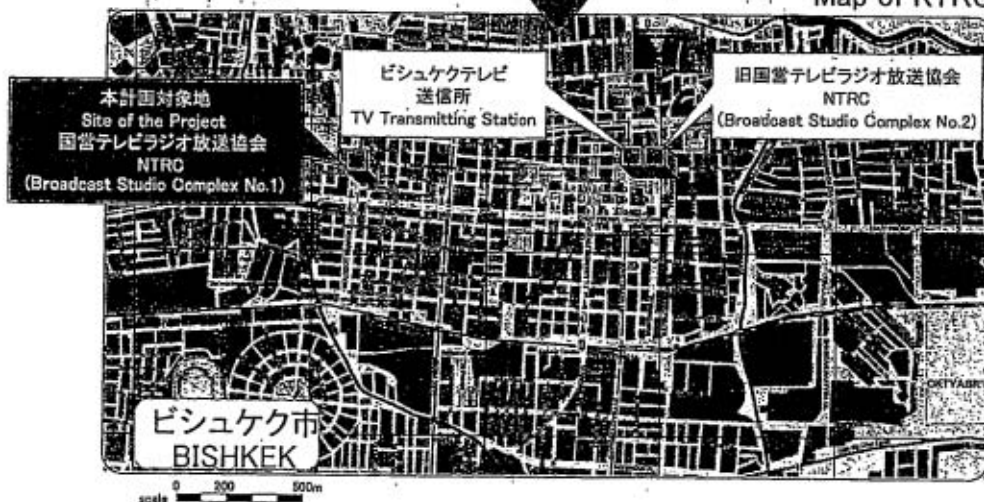 Map of
本計画対象地
Site of the Project
国営テレビラジオ放送協会
NTRC
(Broadcast Studio Complex No.1)
ビシュケクテレビ
送信所
TV Transmitting Station
旧国営テレビラジオ放送協会
NTRC
(Broadcast Studio Complex No.2)
ビシュケク市
BISHKEK
scale 0 200 500m